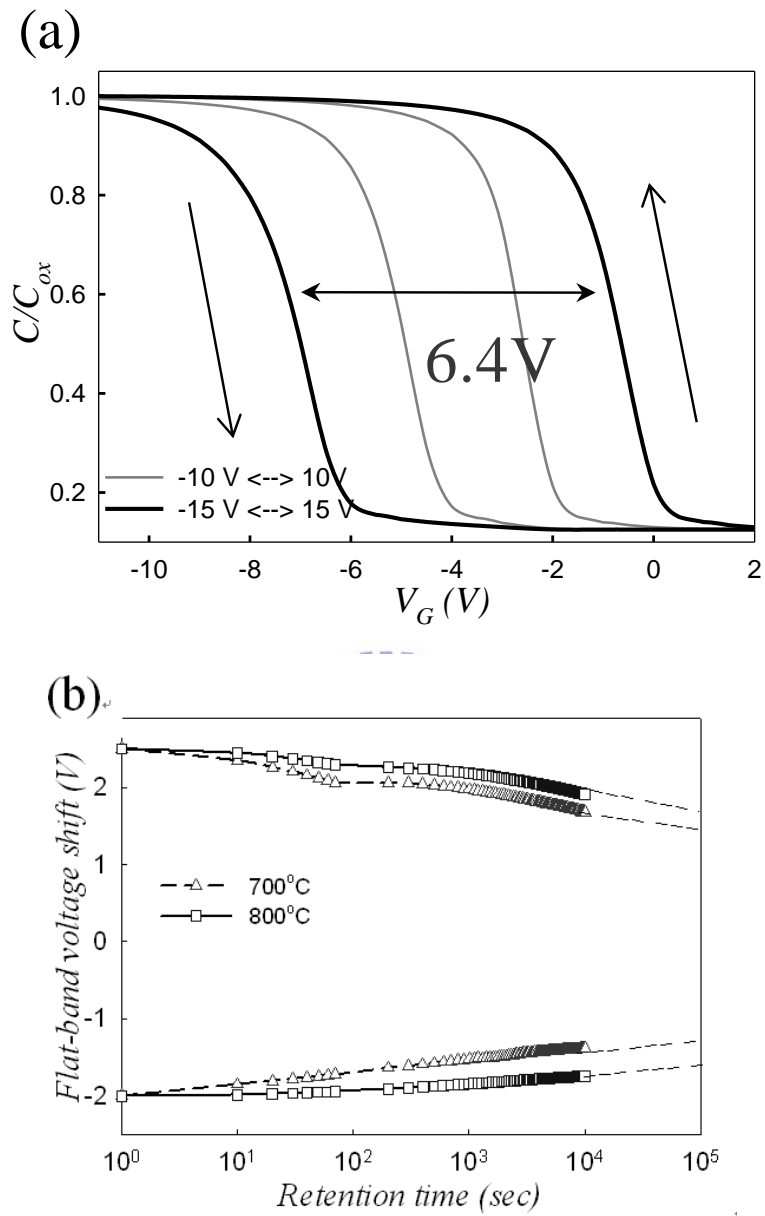 (a)
1.0
0.8
0.6
0.4
0.2
C/Cox
6.4V
-10 V <--> 10 V
-15 V <--> 15 V
-10 -8 -6 -4 -2 0 2
VG (V)
(b)
2
1
0
-1
-2
Flat-band voltage shift (V)
700°C
800°C
10⁰ 10¹ 10² 10³ 10⁴ 10⁵
Retention time (sec)